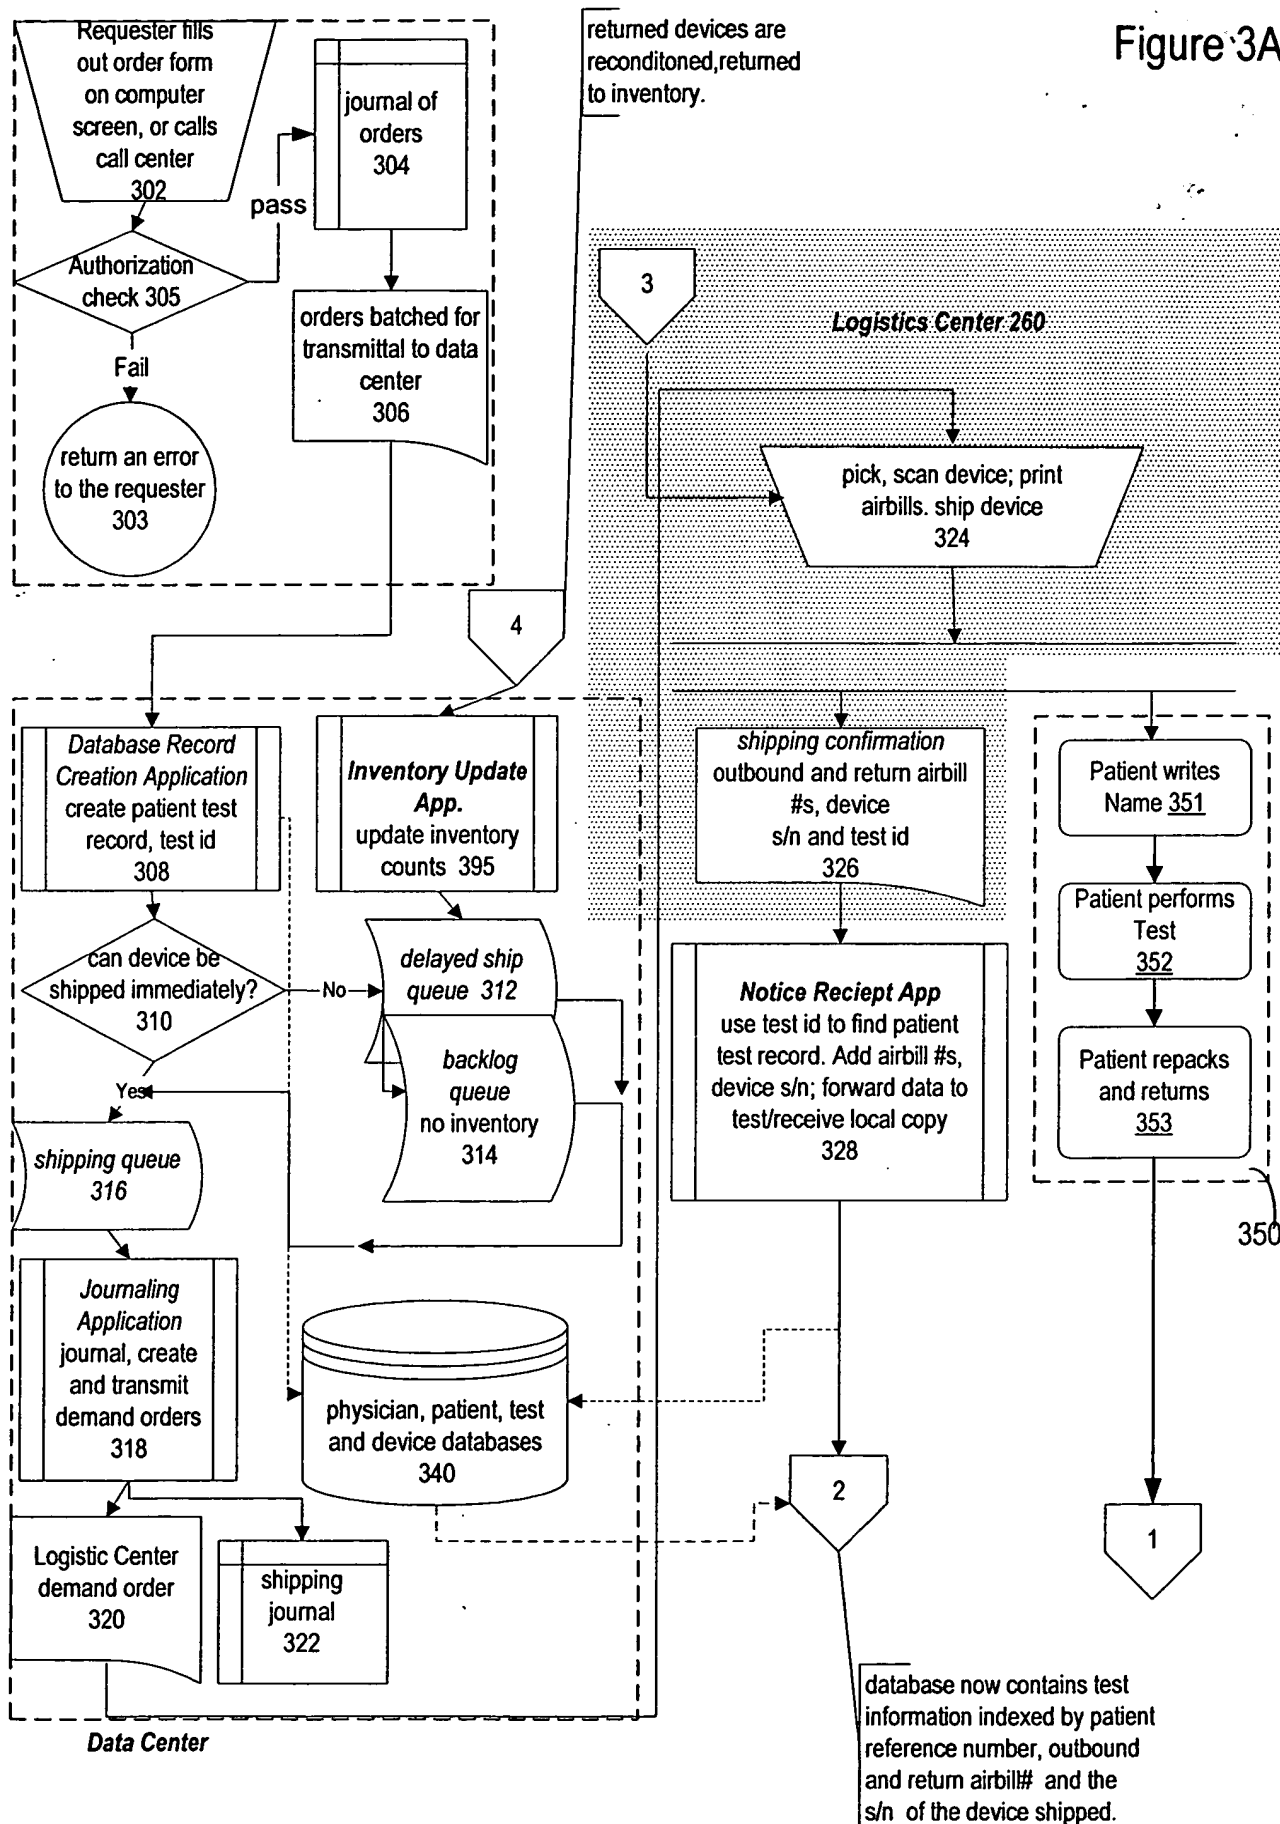 Figure 3A
Requester fills
out order form
on computer
screen, or calls
call center
302
pass
journal of
orders
304
Authorization
check 305
Fail
return an error
to the requester
303
orders batched for
transmittal to data
center
306
returned devices are
reconditoned,returned
to inventory.
4
3
Logistics Center 260
pick, scan device; print
airbills. ship device
324
Database Record
Creation Application
create patient test
record, test id
308
Inventory Update
App.
update inventory
counts 395
can device be
shipped immediately?
310
No
Yes
delayed ship
queue 312
backlog
queue
no inventory
314
shipping queue
316
Journaling
Application
journal, create
and transmit
demand orders
318
physician, patient, test
and device databases
340
Logistic Center
demand order
320
shipping
journal
322
Data Center
shipping confirmation
outbound and return airbill
#s, device
s/n and test id
326
Notice Reciept App
use test id to find patient
test record. Add airbill #s,
device s/n; forward data to
test/receive local copy
328
Patient writes
Name 351
Patient performs
Test
352
Patient repacks
and returns
353
350
2
1
database now contains test
information indexed by patient
reference number, outbound
and return airbill# and the
s/n of the device shipped.